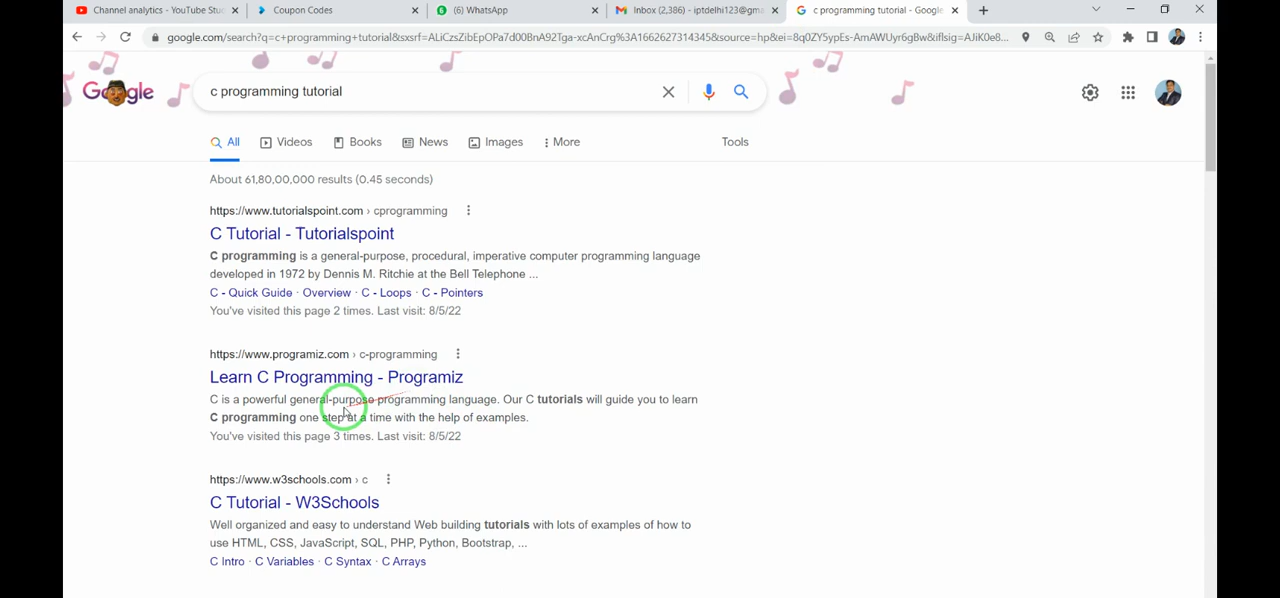 Channel analytics - YouTube Stu
Coupon Codes
(6) WhatsApp
Inbox (2,386) - iptdelhi123@gma
c programming tutorial - Google
google.com/search?q=c+programming+tutorial&sxsrf=ALiCzsZibEpOPa7d00BnA92Tga-xcAnCrg%3A1662627314345&source=hp&ei=8q0ZY5ypEs-AmAWUyr6gBw&iflsig=AJiK0e8...
Google
c programming tutorial
All
Videos
Books
News
Images
More
Tools
About 61,80,00,000 results (0.45 seconds)
https://www.tutorialspoint.com › cprogramming
C Tutorial - Tutorialspoint
C programming is a general-purpose, procedural, imperative computer programming language
developed in 1972 by Dennis M. Ritchie at the Bell Telephone ...
C - Quick Guide · Overview · C - Loops · C - Pointers
You've visited this page 2 times. Last visit: 8/5/22
https://www.programiz.com › c-programming
Learn C Programming - Programiz
C is a powerful general-purpose programming language. Our C tutorials will guide you to learn
C programming one step at a time with the help of examples.
You've visited this page 3 times. Last visit: 8/5/22
https://www.w3schools.com › c
C Tutorial - W3Schools
Well organized and easy to understand Web building tutorials with lots of examples of how to
use HTML, CSS, JavaScript, SQL, PHP, Python, Bootstrap, ...
C Intro · C Variables · C Syntax · C Arrays